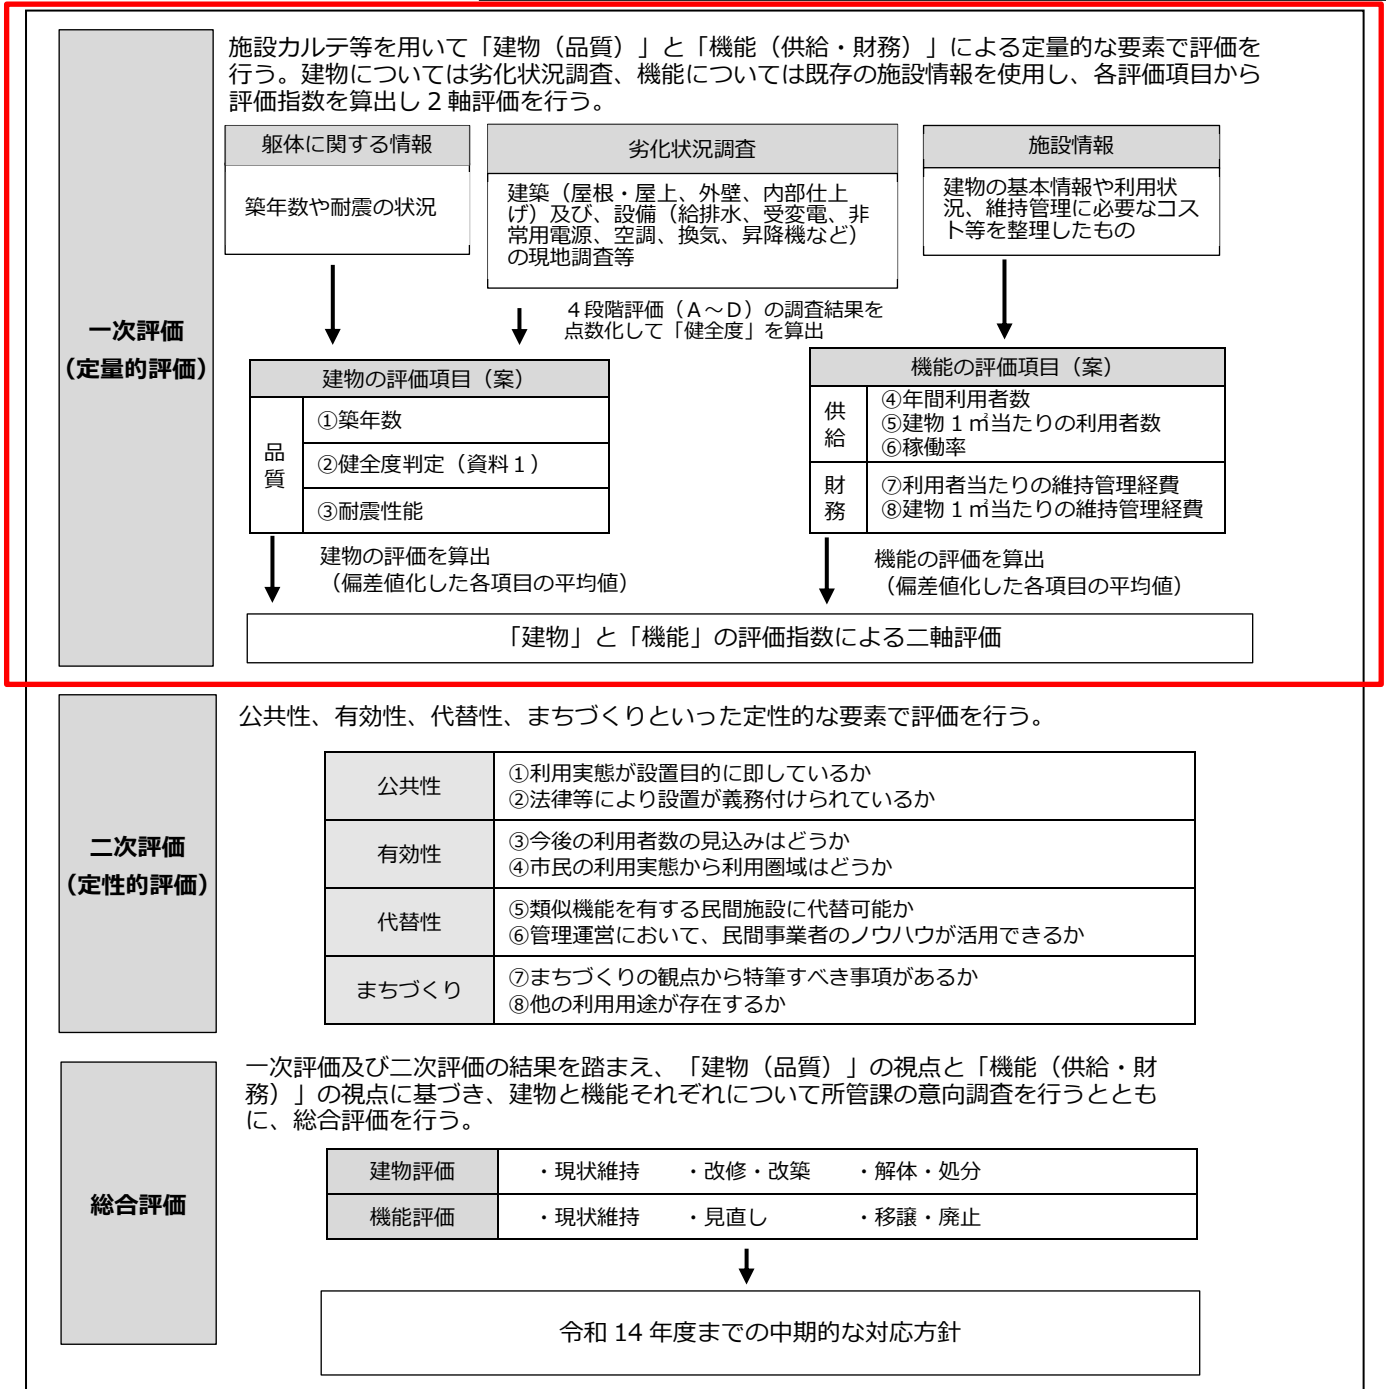 施設カルテ等を用いて「建物（品質）」と「機能（供給・財務）」による定量的な要素で評価を
行う。建物については劣化状況調査、機能については既存の施設情報を使用し、各評価項目から
評価指数を算出し２軸評価を行う。
躯体に関する情報
築年数や耐震の状況
劣化状況調査
建築（屋根・屋上、外壁、内部仕上
げ）及び、設備（給排水、受変電、非
常用電源、空調、換気、昇降機など）
の現地調査等
施設情報
建物の基本情報や利用状
況、維持管理に必要なコス
ト等を整理したもの
４段階評価（Ａ～Ｄ）の調査結果を
点数化して「健全度」を算出
一次評価
（定量的評価）
建物の評価項目（案）
品質
①築年数
②健全度判定（資料１）
③耐震性能
機能の評価項目（案）
供給
④年間利用者数
⑤建物１㎡当たりの利用者数
⑥稼働率
財務
⑦利用者当たりの維持管理経費
⑧建物１㎡当たりの維持管理経費
建物の評価を算出
（偏差値化した各項目の平均値）
機能の評価を算出
（偏差値化した各項目の平均値）
「建物」と「機能」の評価指数による二軸評価
二次評価
（定性的評価）
公共性、有効性、代替性、まちづくりといった定性的な要素で評価を行う。
公共性
①利用実態が設置目的に即しているか
②法律等により設置が義務付けられているか
有効性
③今後の利用者数の見込みはどうか
④市民の利用実態から利用圏域はどうか
代替性
⑤類似機能を有する民間施設に代替可能か
⑥管理運営において、民間事業者のノウハウが活用できるか
まちづくり
⑦まちづくりの観点から特筆すべき事項があるか
⑧他の利用用途が存在するか
総合評価
一次評価及び二次評価の結果を踏まえ、「建物（品質）」の視点と「機能（供給・財
務）」の視点に基づき、建物と機能それぞれについて所管課の意向調査を行うととも
に、総合評価を行う。
建物評価 ・現状維持 ・改修・改築 ・解体・処分
機能評価 ・現状維持 ・見直し ・移譲・廃止
令和 14 年度までの中期的な対応方針